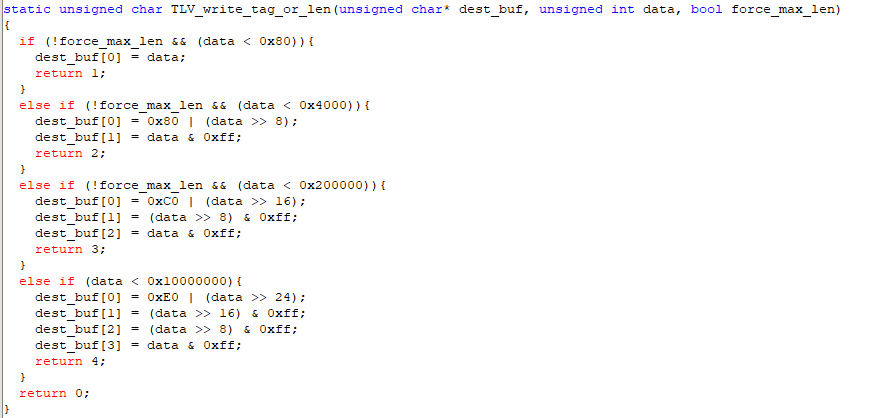 static unsigned char TLV_write_tag_or_len(unsigned char* dest_buf, unsigned int data, bool force_max_len)
{
  if (!force_max_len && (data < 0x80)){
    dest_buf[0] = data;
    return 1;
  }
  else if (!force_max_len && (data < 0x4000)){
    dest_buf[0] = 0x80 | (data >> 8);
    dest_buf[1] = data & 0xff;
    return 2;
  }
  else if (!force_max_len && (data < 0x200000)){
    dest_buf[0] = 0xC0 | (data >> 16);
    dest_buf[1] = (data >> 8) & 0xff;
    dest_buf[2] = data & 0xff;
    return 3;
  }
  else if (data < 0x10000000){
    dest_buf[0] = 0xE0 | (data >> 24);
    dest_buf[1] = (data >> 16) & 0xff;
    dest_buf[2] = (data >> 8) & 0xff;
    dest_buf[3] = data & 0xff;
    return 4;
  }
  return 0;
}